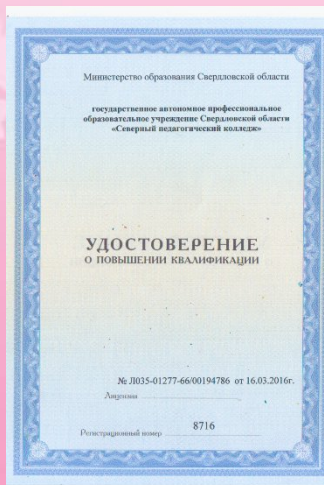 Министерство образования Свердловской области
государственное автономное профессиональное
образовательное учреждение Свердловской области
«Северный педагогический колледж»
УДОСТОВЕРЕНИЕ
О ПОВЫШЕНИИ КВАЛИФИКАЦИИ
№ Л035-01277-66/00194786 от 16.03.2016г.
Лицензия
Регистрационный номер 8716